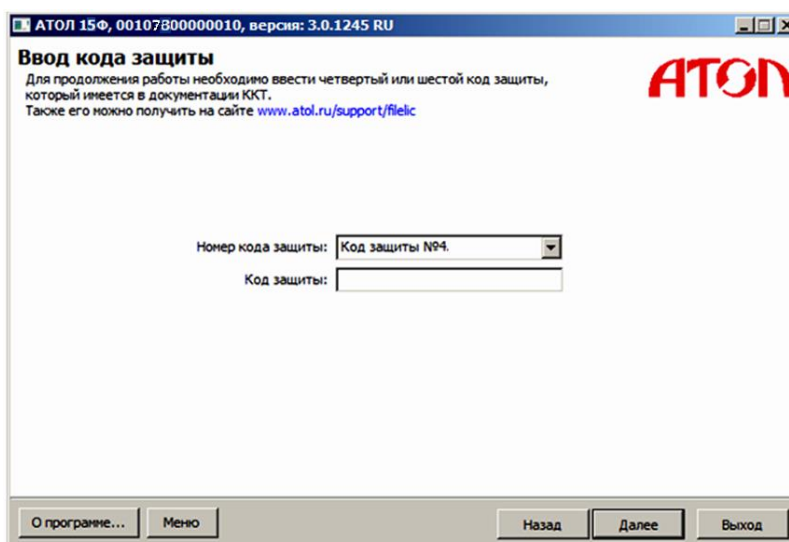 АТОЛ 15Ф, 00107800000010, версия: 3.0.1245 RU
Ввод кода защиты
Для продолжения работы необходимо ввести четвертый или шестой код защиты,
который имеется в документации ККТ.
Также его можно получить на сайте www.atol.ru/support/filelic
АТОЛ
Номер кода защиты: Код защиты №4.
Код защиты:
О программе... Меню Назад Далее Выход